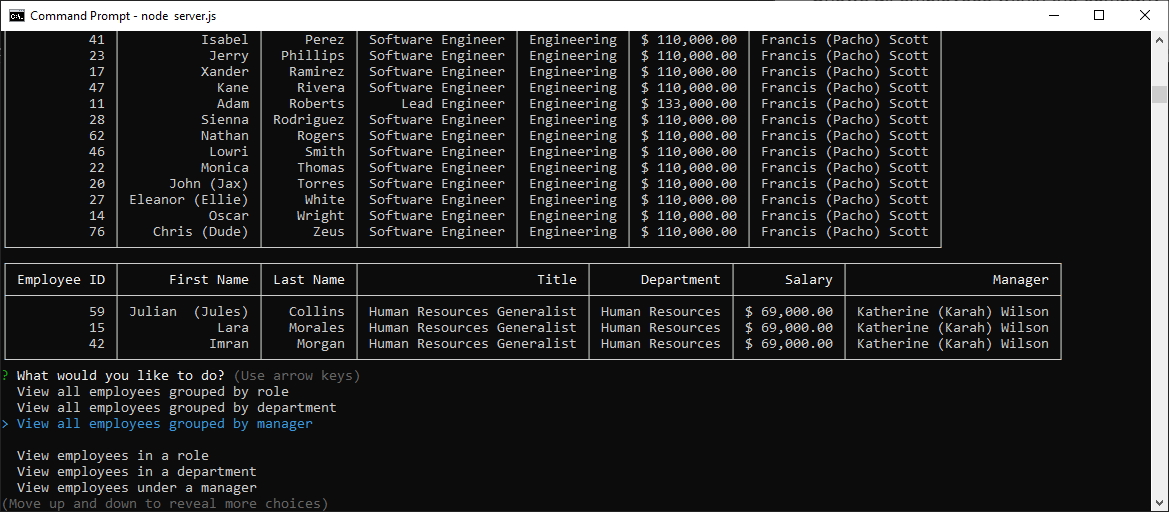 Command Prompt - node server.js
41 Isabel Perez Software Engineer Engineering $ 110,000.00 Francis (Pacho) Scott
23 Jerry Phillips Software Engineer Engineering $ 110,000.00 Francis (Pacho) Scott
17 Xander Ramirez Software Engineer Engineering $ 110,000.00 Francis (Pacho) Scott
47 Kane Rivera Software Engineer Engineering $ 110,000.00 Francis (Pacho) Scott
11 Adam Roberts Lead Engineer Engineering $ 133,000.00 Francis (Pacho) Scott
28 Sienna Rodriguez Software Engineer Engineering $ 110,000.00 Francis (Pacho) Scott
62 Nathan Rogers Software Engineer Engineering $ 110,000.00 Francis (Pacho) Scott
46 Lowri Smith Software Engineer Engineering $ 110,000.00 Francis (Pacho) Scott
22 Monica Thomas Software Engineer Engineering $ 110,000.00 Francis (Pacho) Scott
20 John (Jax) Torres Software Engineer Engineering $ 110,000.00 Francis (Pacho) Scott
27 Eleanor (Ellie) White Software Engineer Engineering $ 110,000.00 Francis (Pacho) Scott
14 Oscar Wright Software Engineer Engineering $ 110,000.00 Francis (Pacho) Scott
76 Chris (Dude) Zeus Software Engineer Engineering $ 110,000.00 Francis (Pacho) Scott
Employee ID First Name Last Name Title Department Salary Manager
59 Julian  (Jules) Collins Human Resources Generalist Human Resources $ 69,000.00 Katherine (Karah) Wilson
15 Lara Morales Human Resources Generalist Human Resources $ 69,000.00 Katherine (Karah) Wilson
42 Imran Morgan Human Resources Generalist Human Resources $ 69,000.00 Katherine (Karah) Wilson
? What would you like to do? (Use arrow keys)
View all employees grouped by role
View all employees grouped by department
> View all employees grouped by manager
View employees in a role
View employees in a department
View employees under a manager
(Move up and down to reveal more choices)